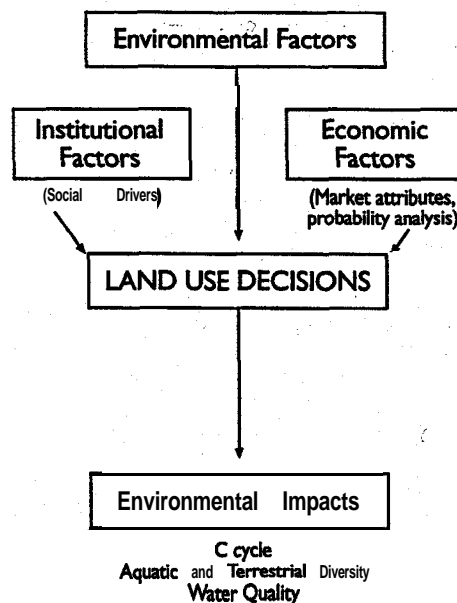 Environmental Factors
Institutional
Factors
(Social Drivers)
Economic
Factors
(Market attributes,
probability analysis)
LAND USE DECISIONS
Environmental Impacts
C cycle
Aquatic and Terrestrial Diversity
Water Quality